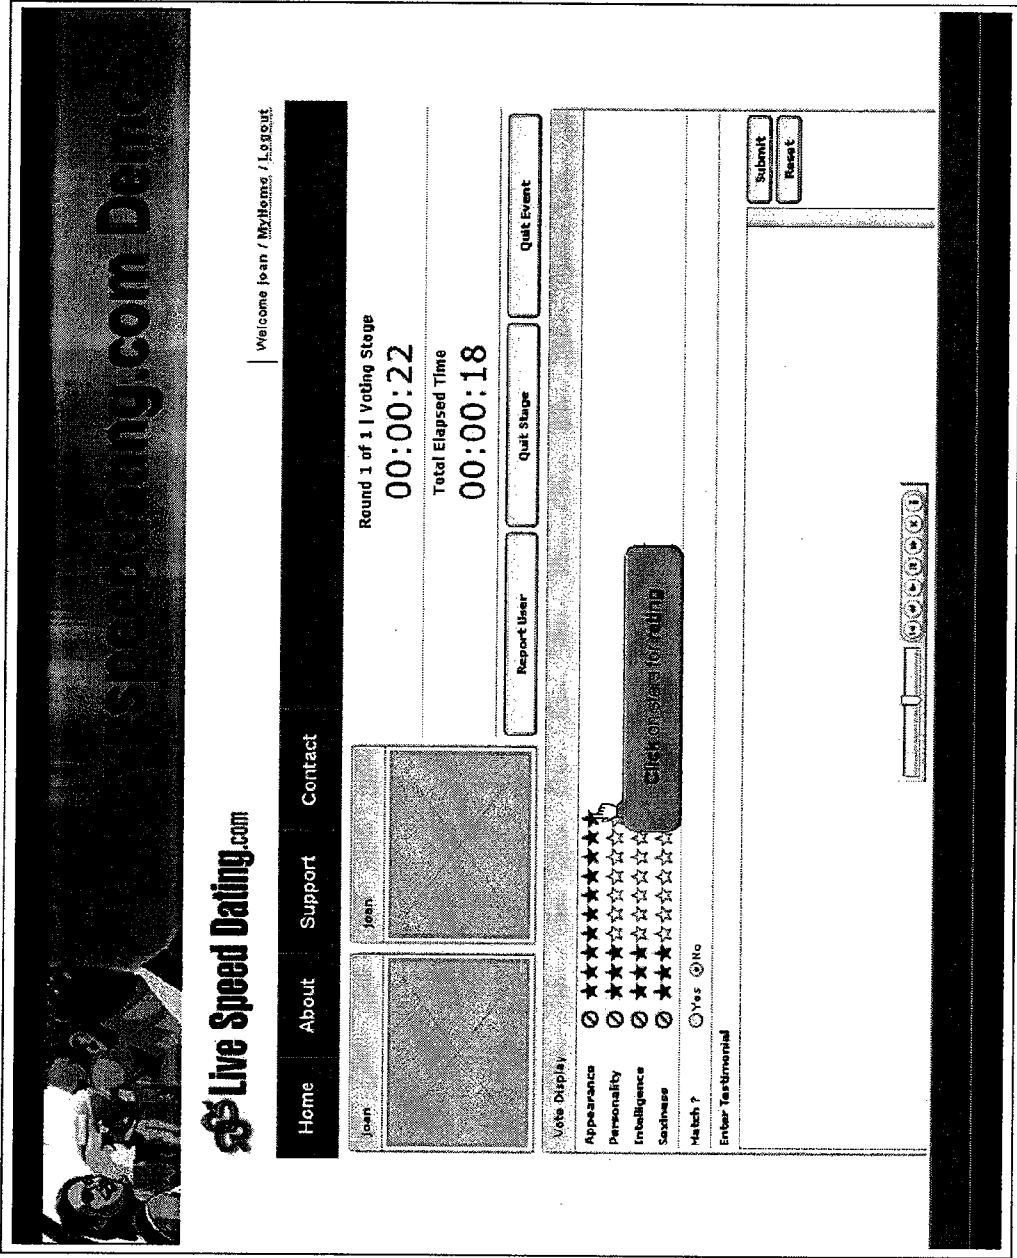 speeddating.com Demo
Live Speed Dating.com
Welcome joan / MyHome / Logout
Home About Support Contact
joan
joan
Round 1 of 1 | Voting Stage
00:00:22
Total Elapsed Time
00:00:18
Report User Quit Stage Quit Event
Vote Display
Appearance
Personality
Intelligence
Sexiness
Click on stars for rating
Match ? Yes No
Enter Testimonial
Submit
Reset